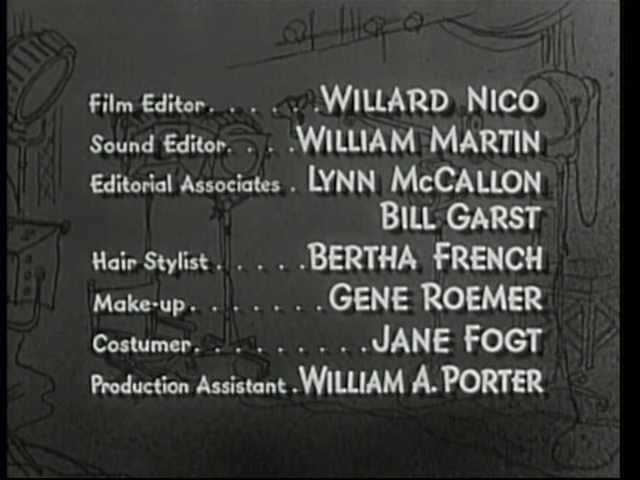 Film Editor. . . . . . .WILLARD NICO
Sound Editor. . . . .WILLIAM MARTIN
Editorial Associates . LYNN McCALLON
BILL GARST
Hair Stylist . . . . . .BERTHA FRENCH
Make-up. . . . . . . . GENE ROEMER
Costumer. . . . . . . . . .JANE FOGT
Production Assistant .WILLIAM A. PORTER